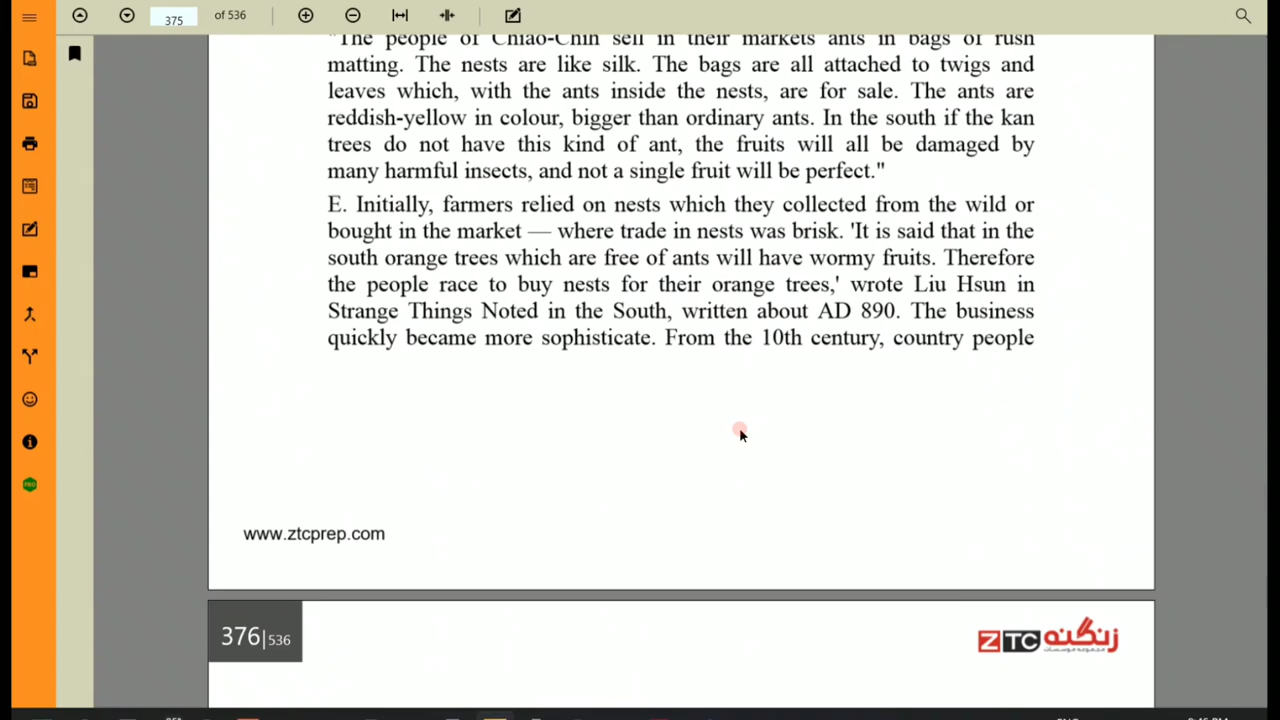 375
of 536
"The people of Chiao-Chin sell in their markets ants in bags of rush
matting. The nests are like silk. The bags are all attached to twigs and
leaves which, with the ants inside the nests, are for sale. The ants are
reddish-yellow in colour, bigger than ordinary ants. In the south if the kan
trees do not have this kind of ant, the fruits will all be damaged by
many harmful insects, and not a single fruit will be perfect."
E. Initially, farmers relied on nests which they collected from the wild or
bought in the market — where trade in nests was brisk. 'It is said that in the
south orange trees which are free of ants will have wormy fruits. Therefore
the people race to buy nests for their orange trees,' wrote Liu Hsun in
Strange Things Noted in the South, written about AD 890. The business
quickly became more sophisticate. From the 10th century, country people
www.ztcprep.com
376|536
ZTC زنگنه
PRO